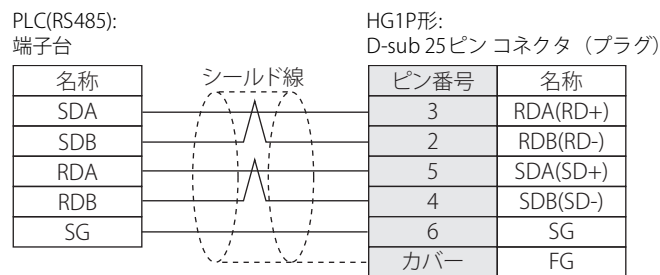 PLC(RS485):
端子台
HG1P形:
D-sub 25ピン コネクタ（プラグ）
名称 シールド線 ピン番号 名称
SDA 3 RDA(RD+)
SDB 2 RDB(RD-)
RDA 5 SDA(SD+)
RDB 4 SDB(SD-)
SG 6 SG
カバー FG